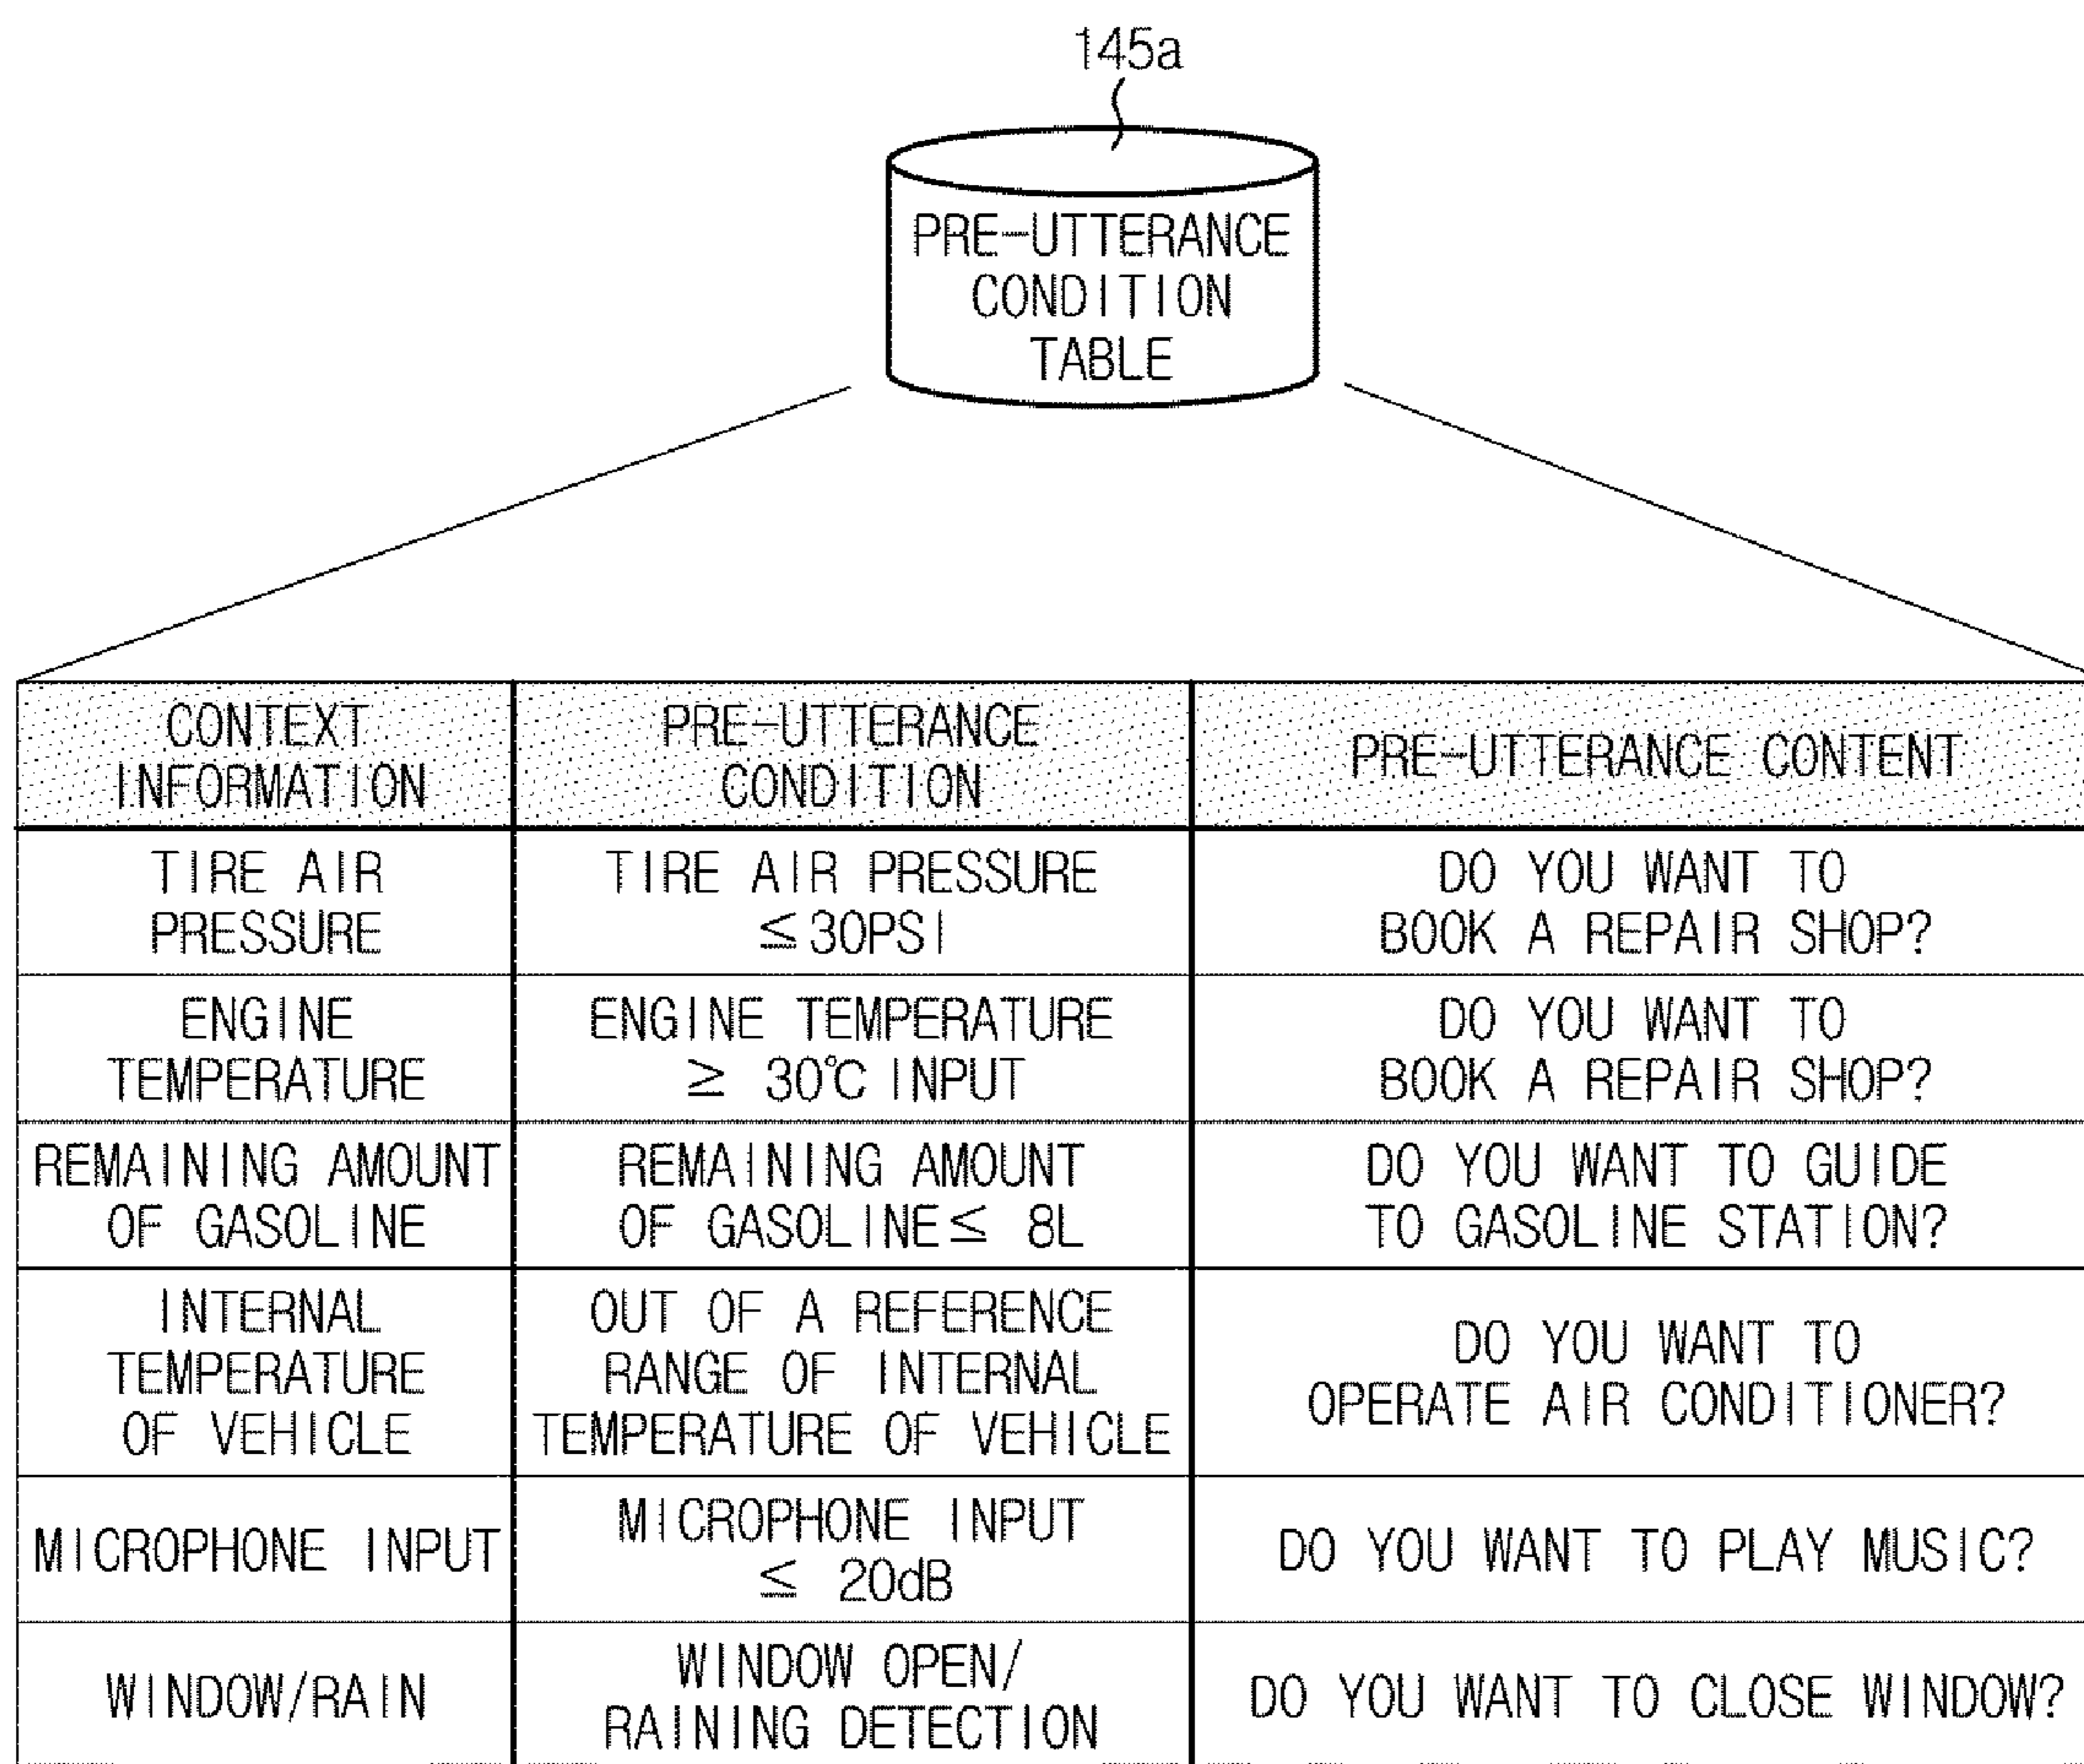 145a
PRE-UTTERANCE
CONDITION
TABLE
CONTEXT
INFORMATION
PRE-UTTERANCE
CONDITION
PRE-UTTERANCE CONTENT
TIRE AIR
PRESSURE
TIRE AIR PRESSURE
≤30PSI
DO YOU WANT TO
BOOK A REPAIR SHOP?
ENGINE
TEMPERATURE
ENGINE TEMPERATURE
≥ 30℃ INPUT
DO YOU WANT TO
BOOK A REPAIR SHOP?
REMAINING AMOUNT
OF GASOLINE
REMAINING AMOUNT
OF GASOLINE≤ 8L
DO YOU WANT TO GUIDE
TO GASOLINE STATION?
INTERNAL
TEMPERATURE
OF VEHICLE
OUT OF A REFERENCE
RANGE OF INTERNAL
TEMPERATURE OF VEHICLE
DO YOU WANT TO
OPERATE AIR CONDITIONER?
MICROPHONE INPUT
MICROPHONE INPUT
≤ 20dB
DO YOU WANT TO PLAY MUSIC?
WINDOW/RAIN
WINDOW OPEN/
RAINING DETECTION
DO YOU WANT TO CLOSE WINDOW?